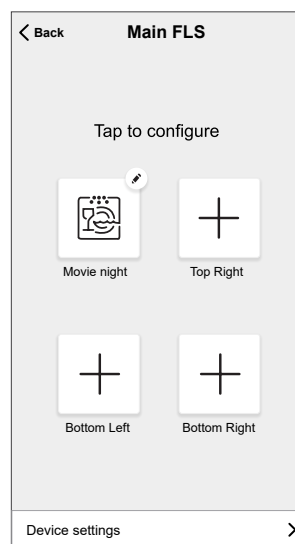 Back Main FLS
Tap to configure
Movie night Top Right
Bottom Left Bottom Right
Device settings